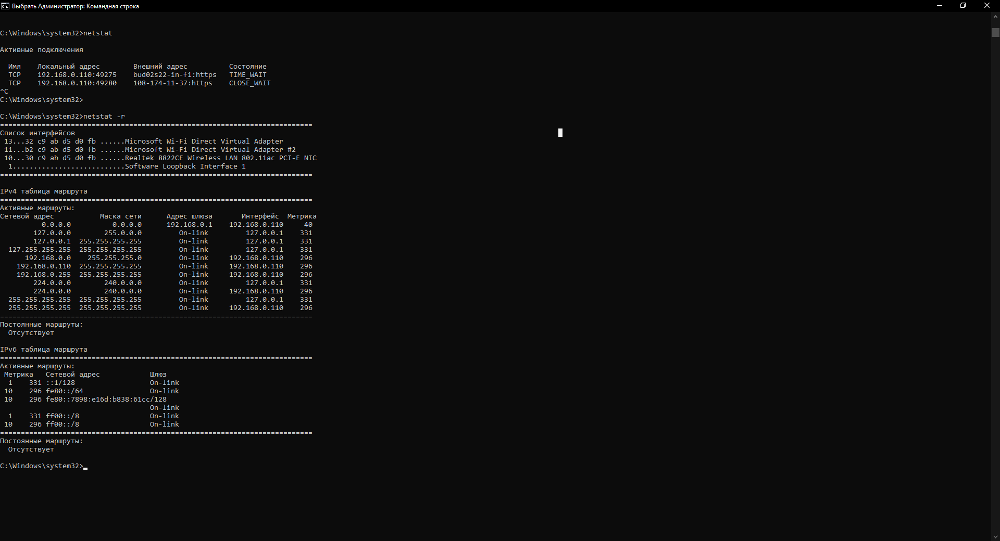 Выбрать Администратор: Командная строка
C:\Windows\system32>netstat
Активные подключения
  Имя    Локальный адрес        Внешний адрес          Состояние
  TCP    192.168.0.110:49275    bud02s22-in-f1:https   TIME_WAIT
  TCP    192.168.0.110:49280    108-174-11-37:https    CLOSE_WAIT
^C
C:\Windows\system32>
C:\Windows\system32>netstat -r
===========================================================================
Список интерфейсов
 13...32 c9 ab d5 d0 fb ......Microsoft Wi-Fi Direct Virtual Adapter
 11...b2 c9 ab d5 d0 fb ......Microsoft Wi-Fi Direct Virtual Adapter #2
 10...30 c9 ab d5 d0 fb ......Realtek 8822CE Wireless LAN 802.11ac PCI-E NIC
  1...........................Software Loopback Interface 1
===========================================================================
IPv4 таблица маршрута
===========================================================================
Активные маршруты:
Сетевой адрес           Маска сети      Адрес шлюза       Интерфейс  Метрика
          0.0.0.0          0.0.0.0      192.168.0.1    192.168.0.110     40
        127.0.0.0        255.0.0.0         On-link         127.0.0.1    331
        127.0.0.1  255.255.255.255         On-link         127.0.0.1    331
  127.255.255.255  255.255.255.255         On-link         127.0.0.1    331
      192.168.0.0    255.255.255.0         On-link     192.168.0.110    296
    192.168.0.110  255.255.255.255         On-link     192.168.0.110    296
    192.168.0.255  255.255.255.255         On-link     192.168.0.110    296
        224.0.0.0        240.0.0.0         On-link         127.0.0.1    331
        224.0.0.0        240.0.0.0         On-link     192.168.0.110    296
  255.255.255.255  255.255.255.255         On-link         127.0.0.1    331
  255.255.255.255  255.255.255.255         On-link     192.168.0.110    296
===========================================================================
Постоянные маршруты:
  Отсутствует
IPv6 таблица маршрута
===========================================================================
Активные маршруты:
 Метрика   Сетевой адрес            Шлюз
  1    331 ::1/128                  On-link
 10    296 fe80::/64                On-link
 10    296 fe80::7898:e16d:b838:61cc/128
                                    On-link
  1    331 ff00::/8                 On-link
 10    296 ff00::/8                 On-link
===========================================================================
Постоянные маршруты:
  Отсутствует
C:\Windows\system32>